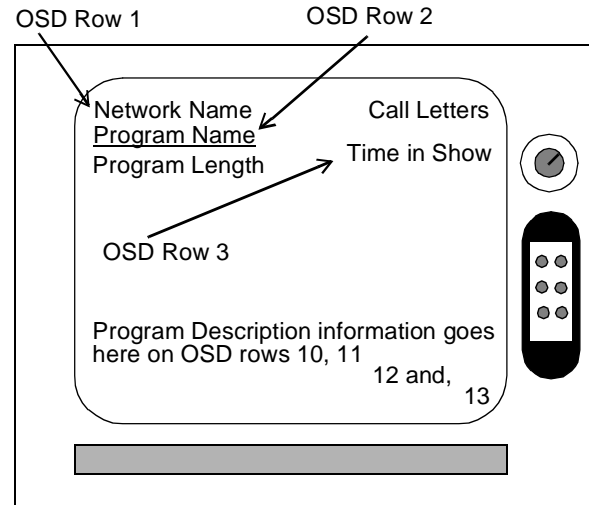 OSD Row 1
OSD Row 2
Network Name
Call Letters
Program Name
Program Length
Time in Show
OSD Row 3
Program Description information goes
here on OSD rows 10, 11
12 and,
13